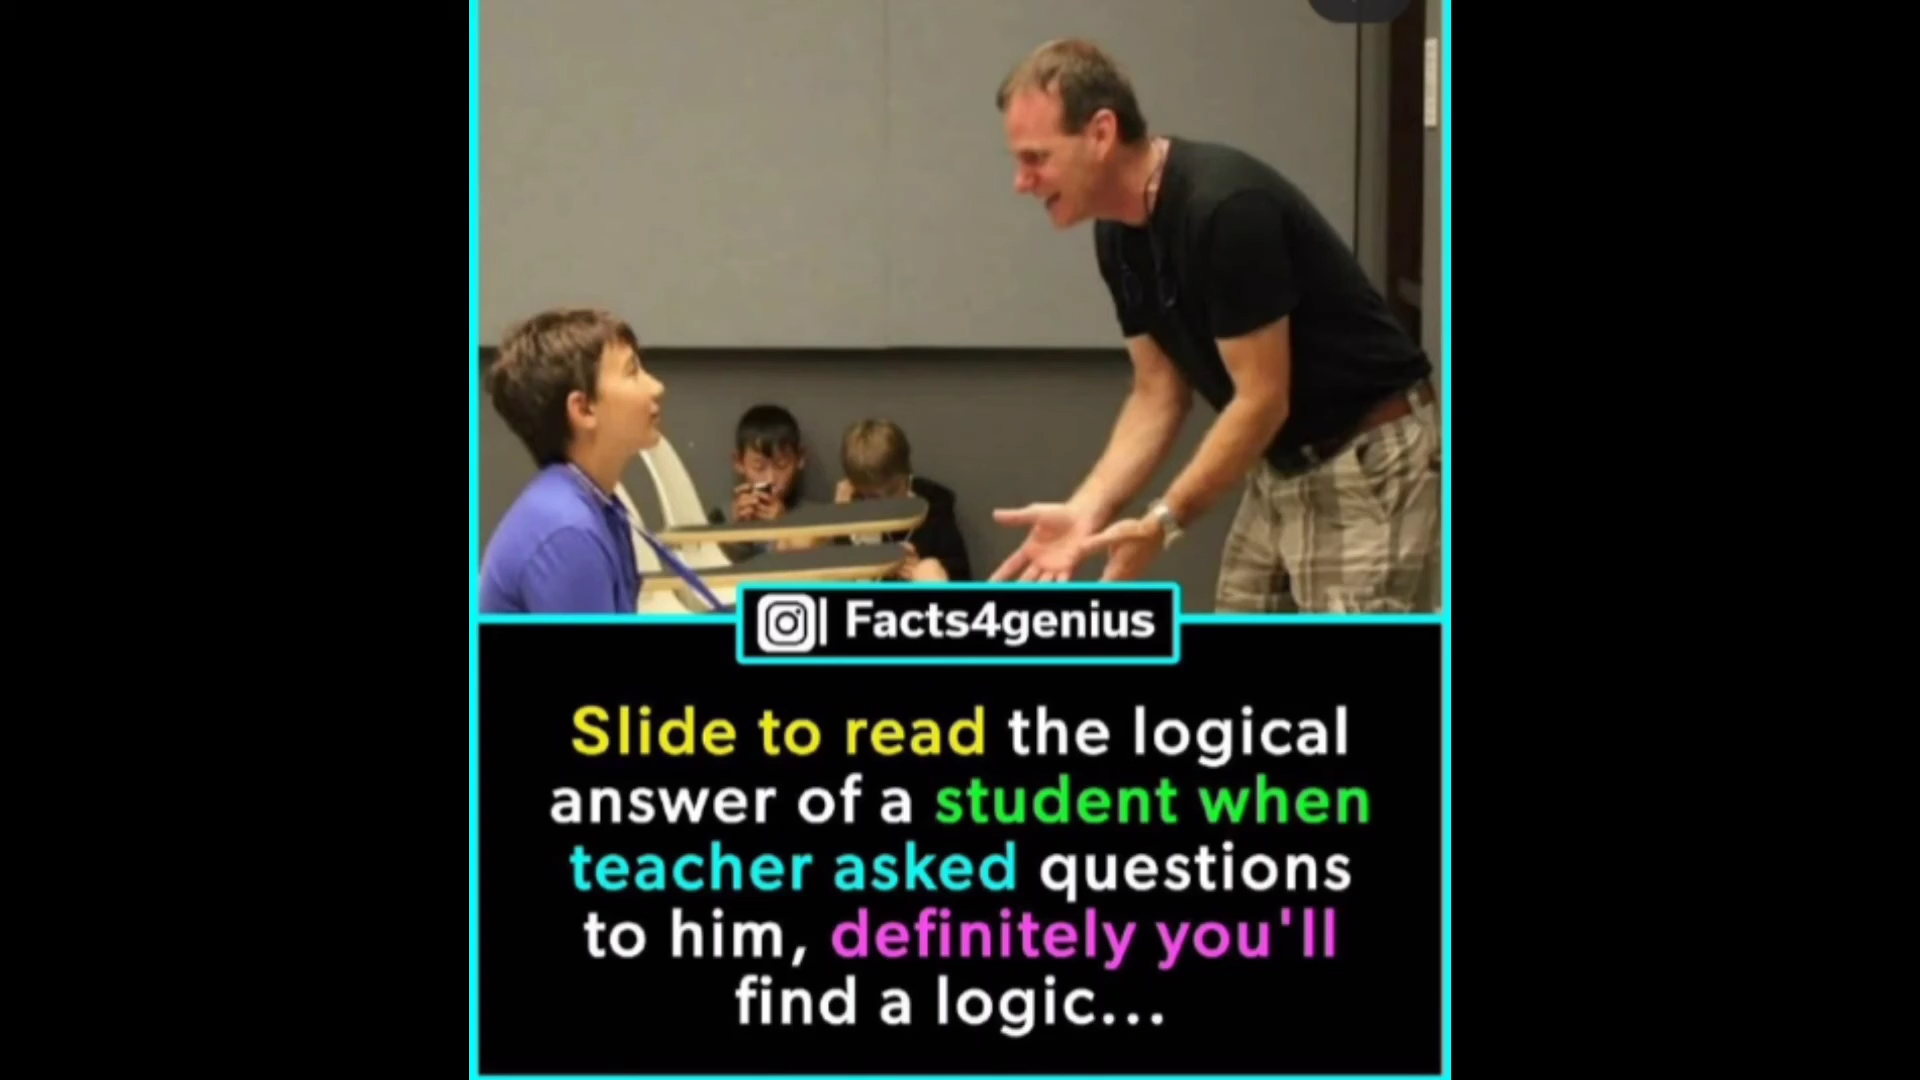 Facts4genius
Slide to read the logical
answer of a student when
teacher asked questions
to him, definitely you'll
find a logic...